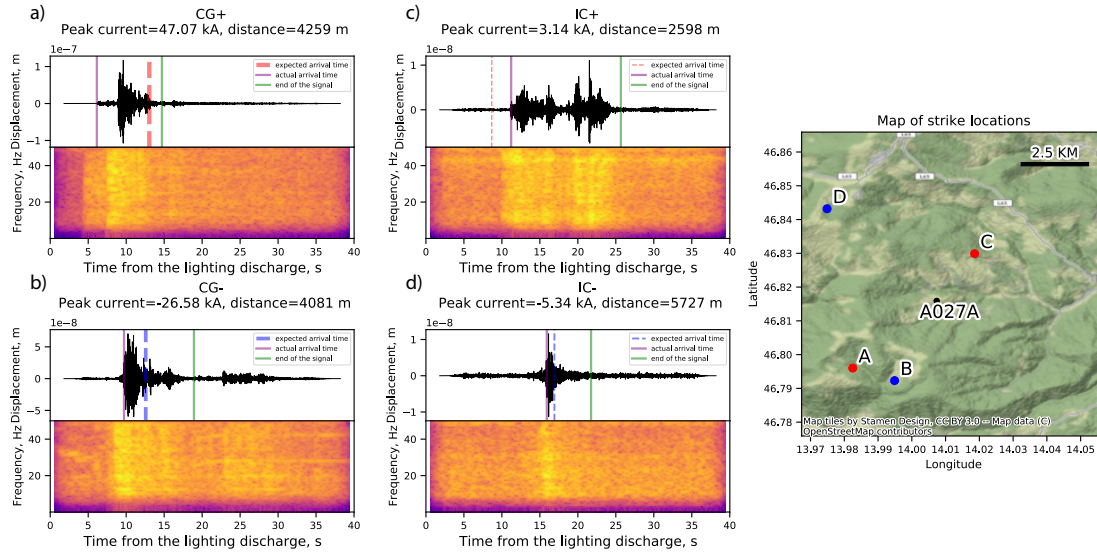 a)
CG+
Peak current=47.07 kA, distance=4259 m
1e−7
Displacement, m
1
0
−1
expected arrival time
actual arrival time
end of the signal
Frequency, Hz
40
20
0 5 10 15 20 25 30 35 40
Time from the lighting discharge, s
b)
CG-
Peak current=-26.58 kA, distance=4081 m
1e−8
Displacement, m
5
0
−5
expected arrival time
actual arrival time
end of the signal
Frequency, Hz
40
20
0 5 10 15 20 25 30 35 40
Time from the lighting discharge, s
c)
IC+
Peak current=3.14 kA, distance=2598 m
1e−8
Displacement, m
1
0
−1
expected arrival time
actual arrival time
end of the signal
Frequency, Hz
40
20
0 5 10 15 20 25 30 35 40
Time from the lighting discharge, s
d)
IC-
Peak current=-5.34 kA, distance=5727 m
1e−8
Displacement, m
1
0
−1
expected arrival time
actual arrival time
end of the signal
Frequency, Hz
40
20
0 5 10 15 20 25 30 35 40
Time from the lighting discharge, s
Map of strike locations
2.5 KM
Latitude
46.86
46.85
46.84
46.83
46.81
46.80
46.79
46.78
D
C
A027A
A
B
Map tiles by Stamen Design, CC BY 3.0 -- Map data (C)
OpenStreetMap contributors
13.97 13.98 13.99 14.00 14.02 14.03 14.04 14.05
Longitude